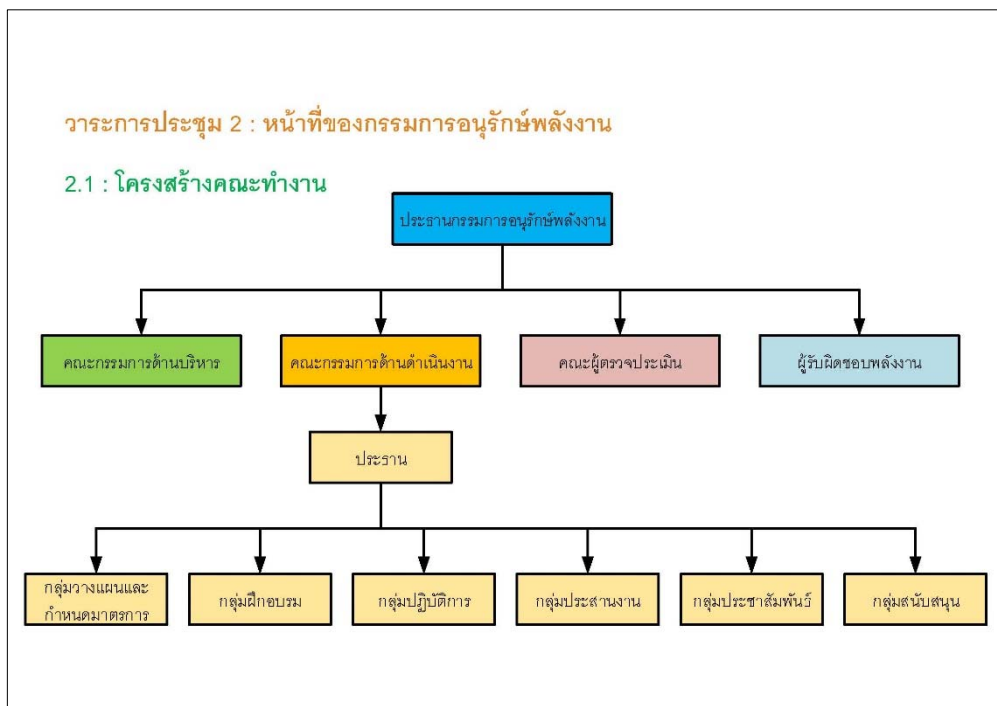 วาระการประชุม 2 : หน้าที่ของกรรมการอนุรักษ์พลังงาน
2.1 : โครงสร้างคณะทำงาน
ประธานกรรมการอนุรักษ์พลังงาน
คณะกรรมการด้านบริหาร
คณะกรรมการด้านดำเนินงาน
คณะผู้ตรวจประเมิน
ผู้รับผิดชอบพลังงาน
ประธาน
กลุ่มวางแผนและ
กำหนดมาตรการ
กลุ่มฝึกอบรม
กลุ่มปฏิบัติการ
กลุ่มประสานงาน
กลุ่มประชาสัมพันธ์
กลุ่มสนับสนุน